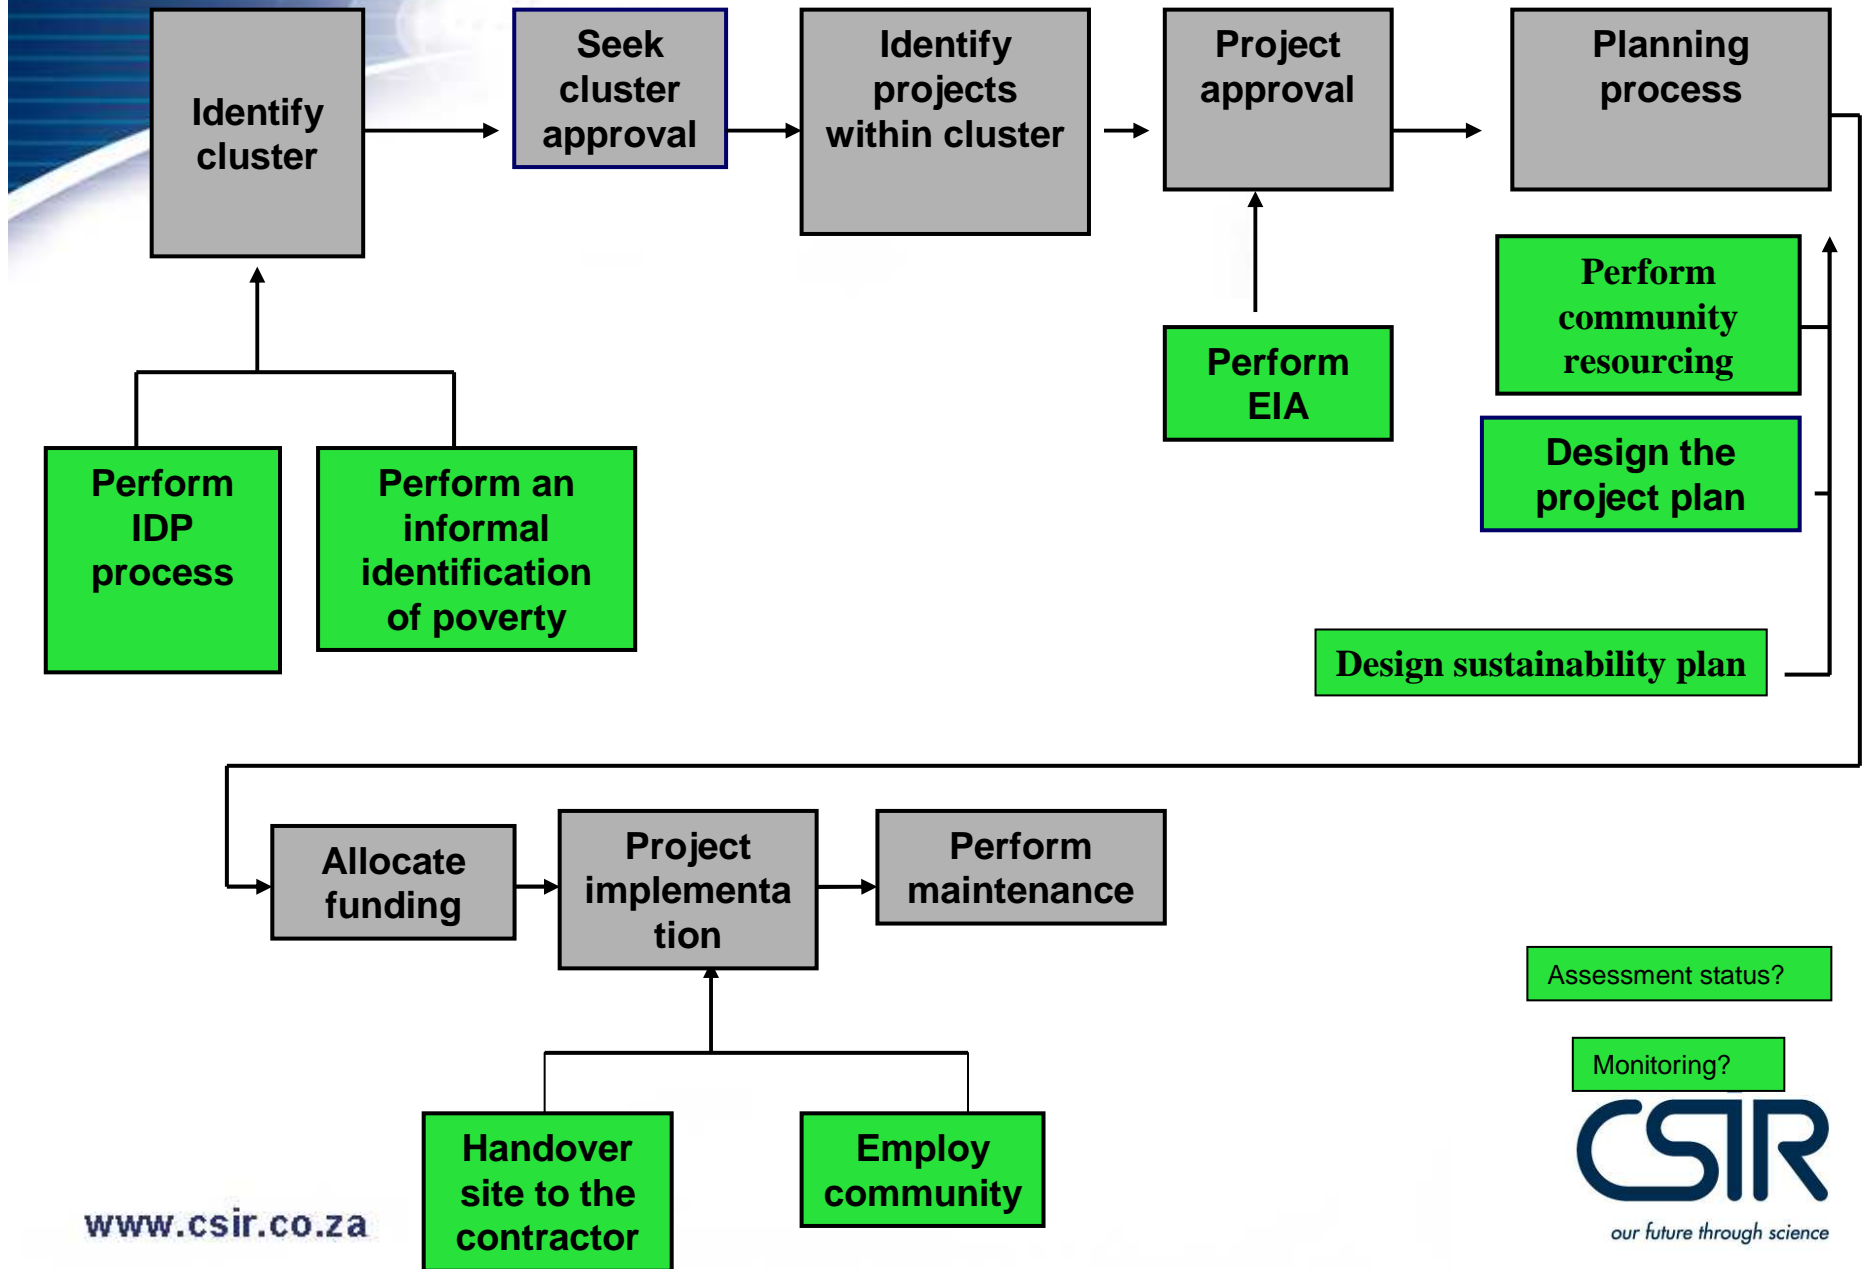 Identify
cluster
Seek
cluster
approval
Identify
projects
within cluster
Project
approval
Planning
process
Perform
IDP
process
Perform an
informal
identification
of poverty
Perform
EIA
Perform
community
resourcing
Design the
project plan
Design sustainability plan
Allocate
funding
Project
implementa
tion
Perform
maintenance
Handover
site to the
contractor
Employ
community
Assessment status?
Monitoring?
CSIR
our future through science
www.csir.co.za